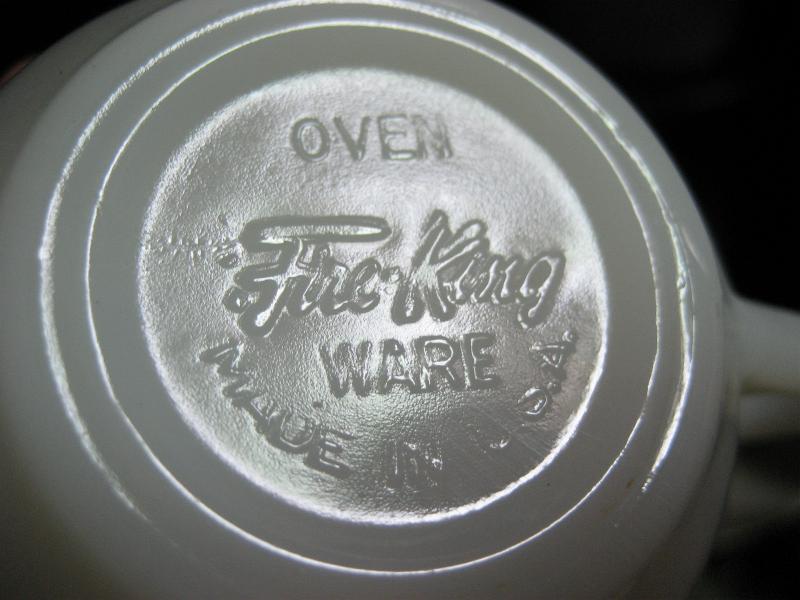 OVEN
Fire-King
WARE
MADE IN U.S.A.